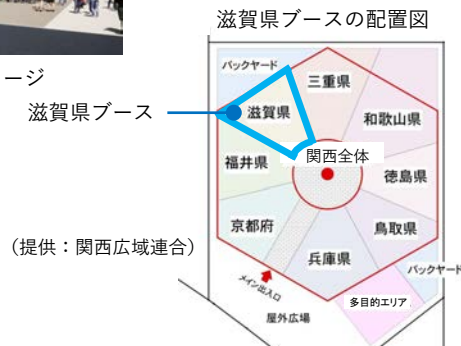 滋賀県ブースの配置図
ージ
滋賀県ブース
（提供：関西広域連合）
バックヤード
三重県
滋賀県
和歌山県
関西全体
福井県
徳島県
京都府
鳥取県
兵庫県
メイン出入口
バックヤード
多目的エリア
屋外広場